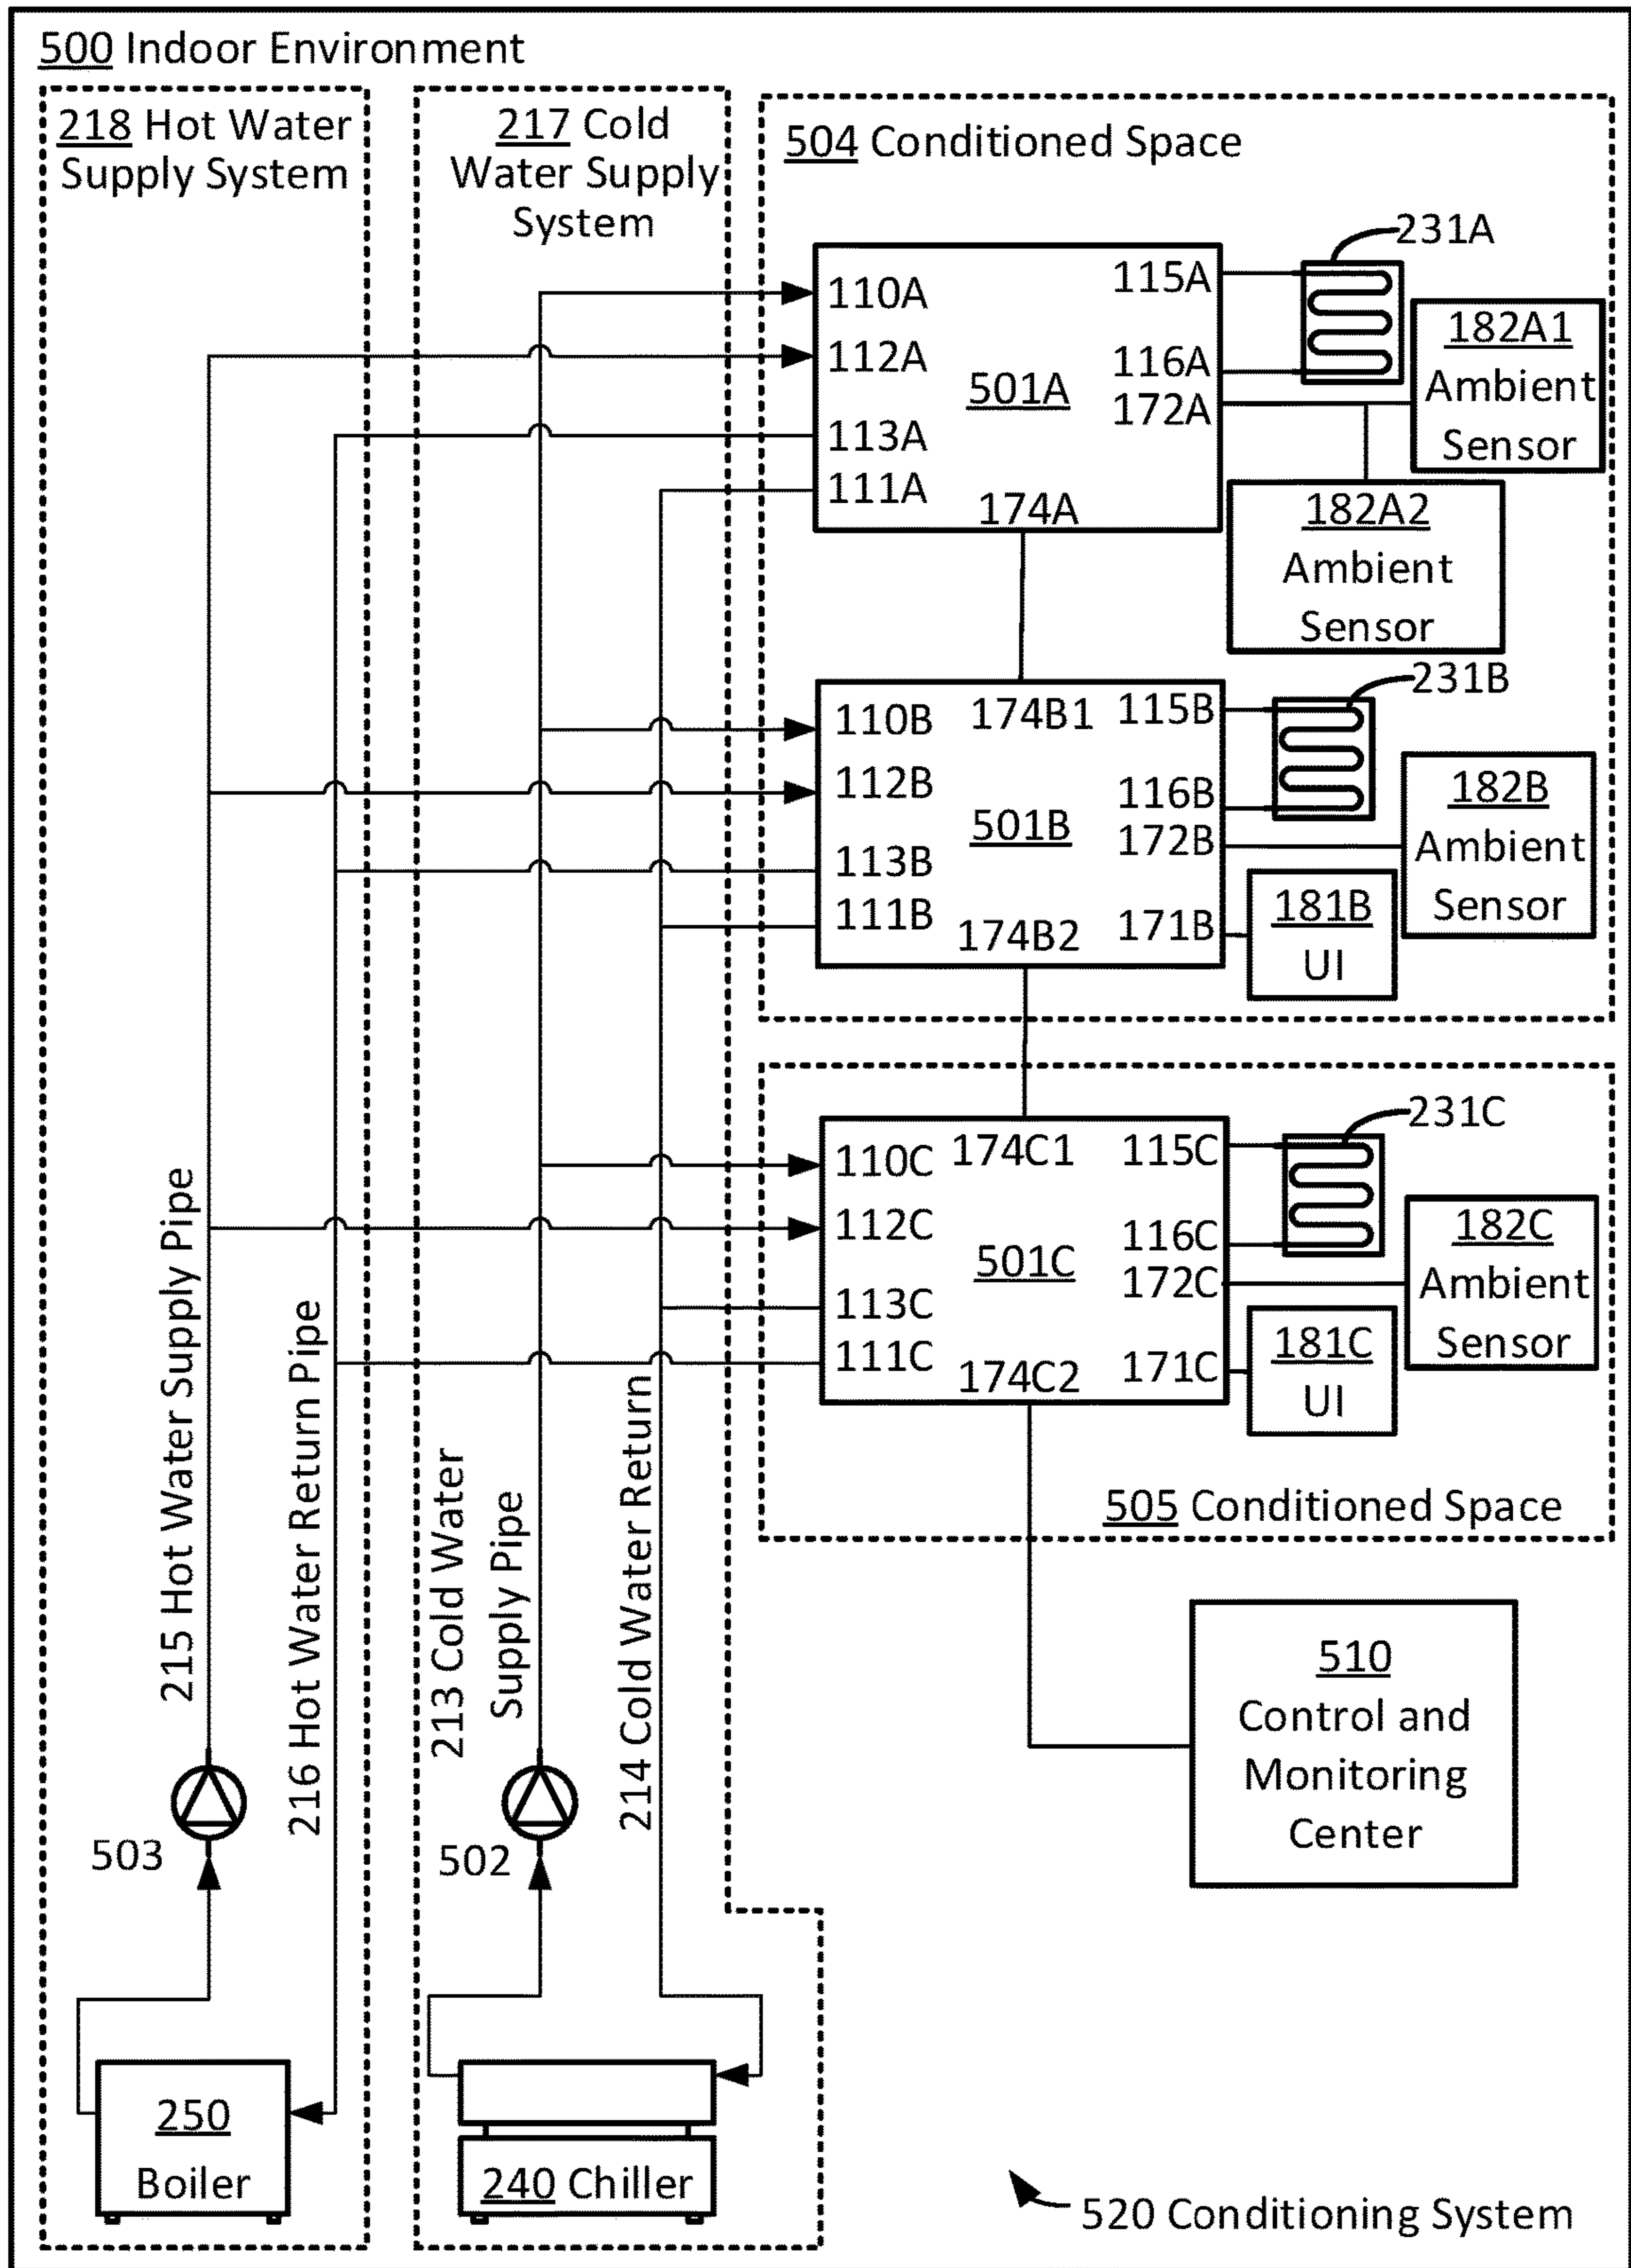 500 Indoor Environment
218 Hot Water
Supply System
217 Cold
Water Supply
System
504 Conditioned Space
231A
110A
112A
113A
111A
501A
174A
115A
116A
172A
182A1
Ambient
Sensor
182A2
Ambient
Sensor
231B
110B
112B
113B
111B
174B1
501B
174B2
115B
116B
172B
171B
182B
Ambient
Sensor
181B
UI
231C
110C
112C
113C
111C
174C1
501C
174C2
115C
116C
172C
171C
182C
Ambient
Sensor
181C
UI
505 Conditioned Space
215 Hot Water Supply Pipe
216 Hot Water Return Pipe
213 Cold Water
Supply Pipe
214 Cold Water Return
503
502
510
Control and
Monitoring
Center
250
Boiler
240 Chiller
520 Conditioning System